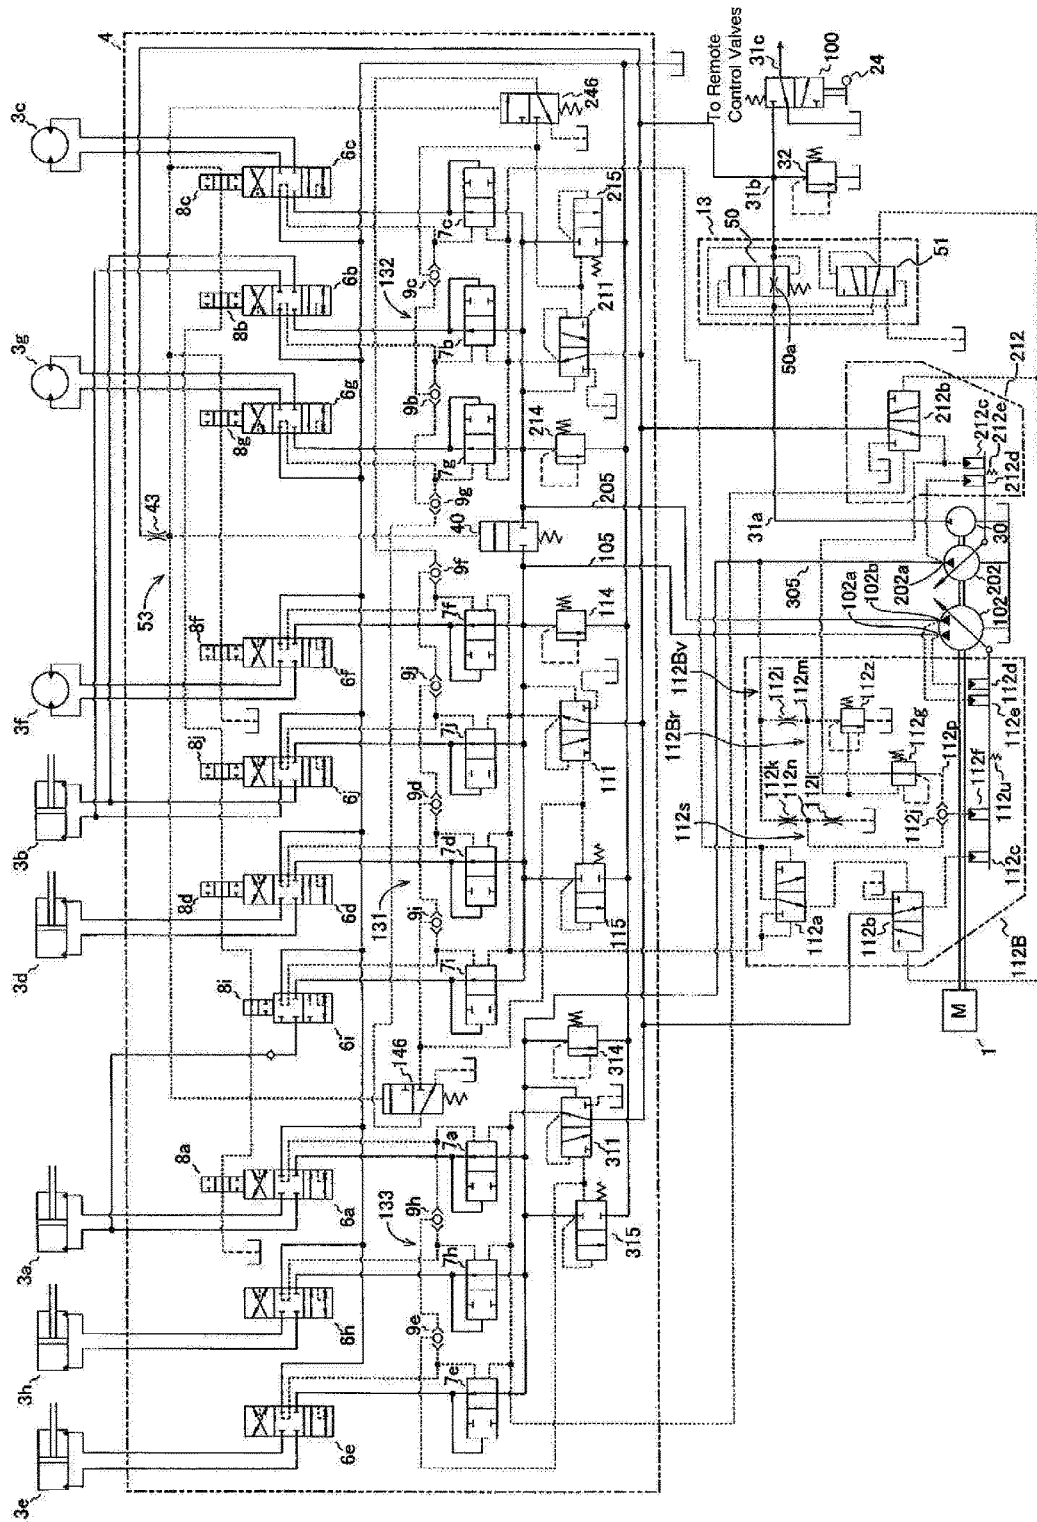 3c
3g
3f
3b
3d
3a
3h
3e
4
43
53
8c
8b
8g
8f
8j
8d
8i
8a
6c
6b
6g
6f
6j
6d
6i
6a
6h
6e
246
146
132
131
133
9c
9b
9g
9f
9j
9d
9i
9h
9e
7c
7b
7g
7f
7j
7d
7i
7a
7h
7e
40
215
211
214
205
105
114
111
115
314
311
315
To Remote
Control Valves
31c
100
24
32
31b
13
50
51
50a
31a
30
305
212
212b
212c
212e
212d
202
202a
102
102b
102a
112Bv
112Br
112i
112m
112z
112g
112p
112k
112n
112l
112j
112s
112d
112e
112f
112u
112c
112a
112b
112B
M
1